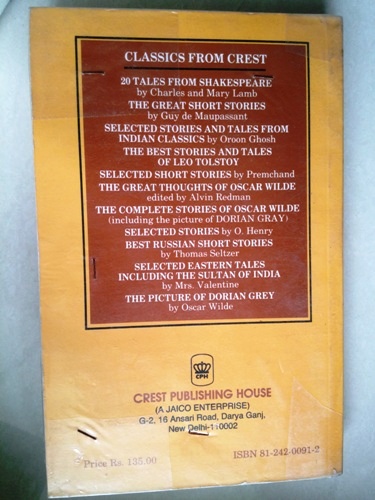 CLASSICS FROM CREST
20 TALES FROM SHAKESPEARE
by Charles and Mary Lamb
THE GREAT SHORT STORIES
by Guy de Maupassant
SELECTED STORIES AND TALES FROM
INDIAN CLASSICS by Oroon Ghosh
THE BEST STORIES AND TALES
OF LEO TOLSTOY
SELECTED SHORT STORIES by Premchand
THE GREAT THOUGHTS OF OSCAR WILDE
edited by Alvin Redman
THE COMPLETE STORIES OF OSCAR WILDE
(including the picture of DORIAN GRAY)
SELECTED STORIES by O. Henry
BEST RUSSIAN SHORT STORIES
by Thomas Seltzer
SELECTED EASTERN TALES
INCLUDING THE SULTAN OF INDIA
by Mrs. Valentine
THE PICTURE OF DORIAN GREY
by Oscar Wilde
CPH
CREST PUBLISHING HOUSE
(A JAICO ENTERPRISE)
G-2, 16 Ansari Road, Darya Ganj,
New Delhi-110002
Price Rs. 135.00
ISBN 81-242-0091-2